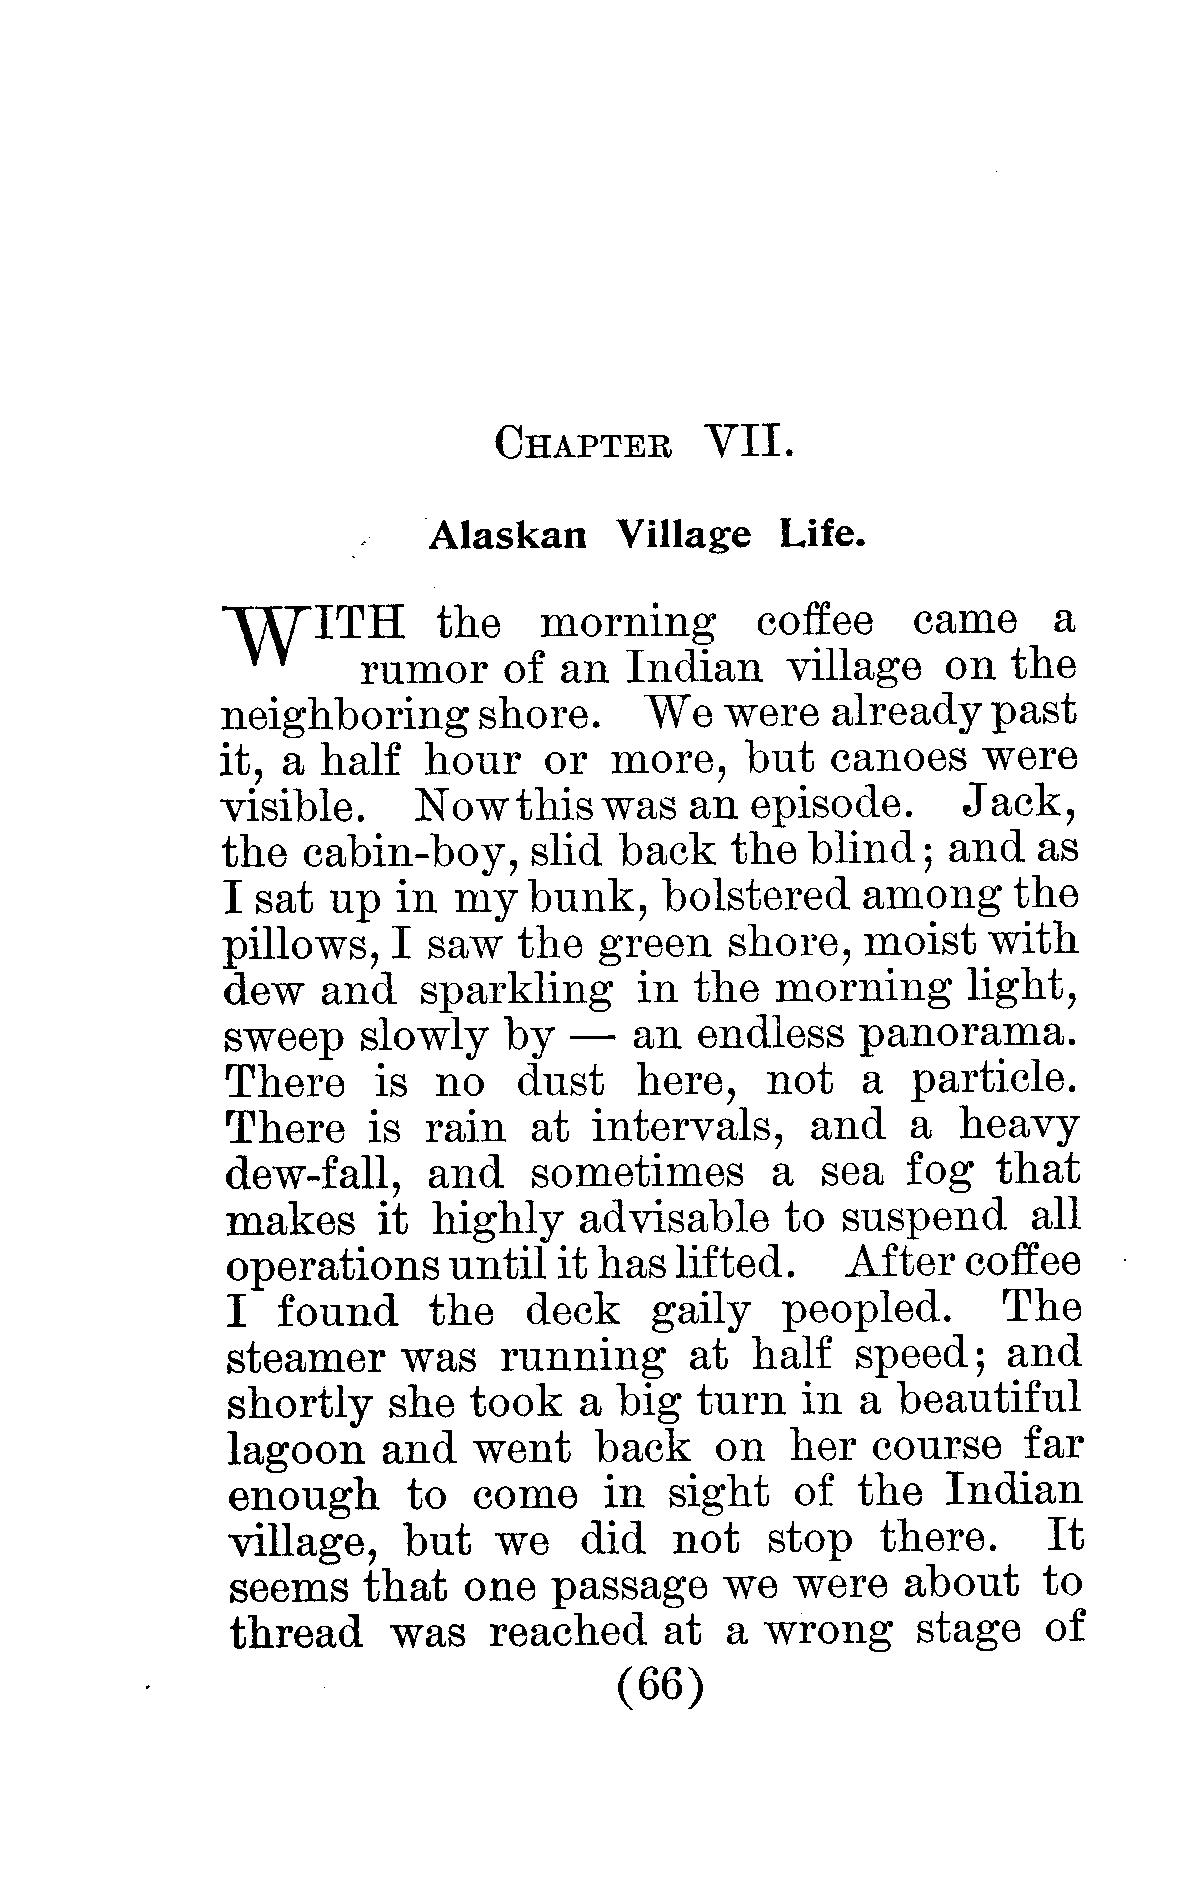 CHAPTER VII.
Alaskan Village Life.
WITH the morning coffee came a
rumor of an Indian village on the
neighboring shore. We were already past
it, a half hour or more, but canoes were
visible. Now this was an episode. Jack,
the cabin-boy, slid back the blind; and as
I sat up in my bunk, bolstered among the
pillows, I saw the green shore, moist with
dew and sparkling in the morning light,
sweep slowly by — an endless panorama.
There is no dust here, not a particle.
There is rain at intervals, and a heavy
dew-fall, and sometimes a sea fog that
makes it highly advisable to suspend all
operations until it has lifted. After coffee
I found the deck gaily peopled. The
steamer was running at half speed; and
shortly she took a big turn in a beautiful
lagoon and went back on her course far
enough to come in sight of the Indian
village, but we did not stop there. It
seems that one passage we were about to
thread was reached at a wrong stage of
(66)